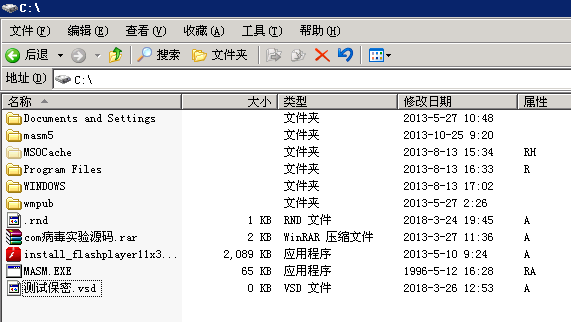 C:\
文件(F) 编辑(E) 查看(V) 收藏(A) 工具(T) 帮助(H)
后退 搜索 文件夹
地址(D) C:\
名称 大小 类型 修改日期 属性
Documents and Settings 文件夹 2013-5-27 10:48
masm5 文件夹 2013-10-25 9:20
MSOCache 文件夹 2013-8-13 15:34 RH
Program Files 文件夹 2013-8-13 16:33 R
WINDOWS 文件夹 2013-8-13 17:02
wmpub 文件夹 2013-5-27 2:26
.rnd 1 KB RND 文件 2018-3-24 19:45 A
com病毒实验源码.rar 2 KB WinRAR 压缩文件 2013-3-27 11:36 A
install_flashplayer11x3... 2,089 KB 应用程序 2013-5-10 9:24 A
MASM.EXE 65 KB 应用程序 1996-5-12 16:28 RA
测试保密.vsd 0 KB VSD 文件 2018-3-26 12:53 A